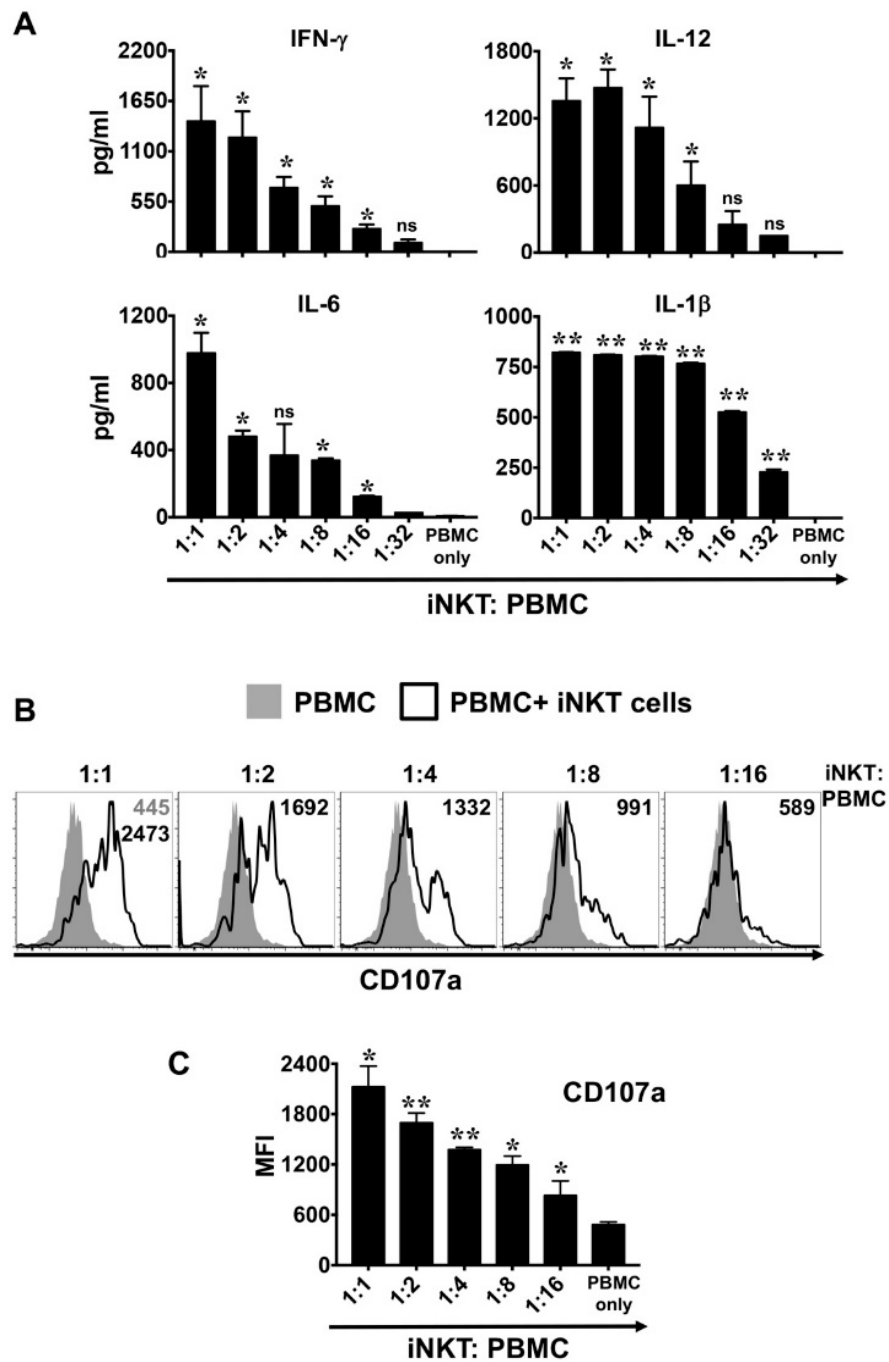 A
IFN-γ
IL-12
pg/ml
2200
1650
1100
550
0
* * * * * ns
1800
1200
600
0
* * * * ns ns
IL-6
IL-1β
pg/ml
1200
800
400
0
* * ns * *
1000
750
500
250
0
** ** ** ** ** **
1:1 1:2 1:4 1:8 1:16 1:32 PBMC only
1:1 1:2 1:4 1:8 1:16 1:32 PBMC only
iNKT: PBMC
B
PBMC PBMC+ iNKT cells
1:1 1:2 1:4 1:8 1:16 iNKT: PBMC
445
2473 1692 1332 991 589
CD107a
C
CD107a
MFI
2400
1800
1200
600
0
* ** ** * *
1:1 1:2 1:4 1:8 1:16 PBMC only
iNKT: PBMC